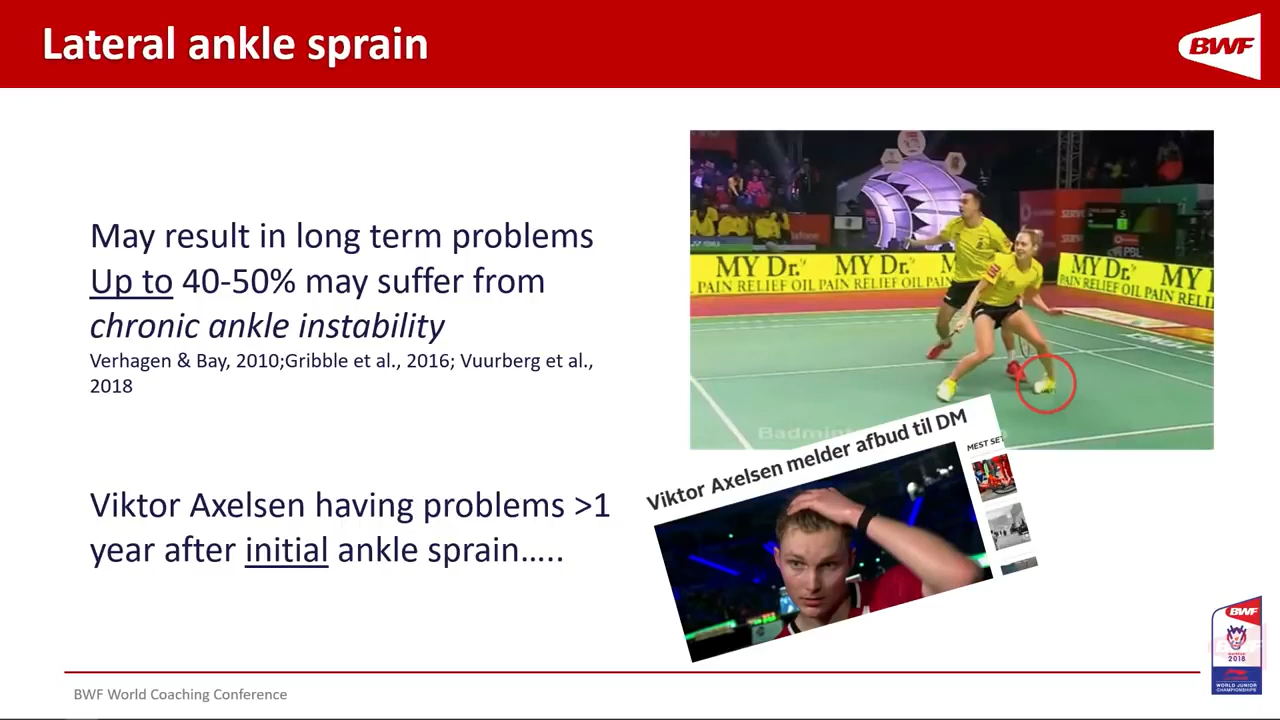 Lateral ankle sprain
BWF
May result in long term problems
Up to 40-50% may suffer from
chronic ankle instability
Verhagen & Bay, 2010;Gribble et al., 2016; Vuurberg et al.,
2018
MY Dr. MY Dr. M MY Dr. MY D
PAIN RELIEF OIL PAIN RELIEF OIL PAIN PAIN RELIEF OIL PAIN RELI
PBL
Badmin
Viktor Axelsen melder afbud til DM
MEST SET
Viktor Axelsen having problems >1
year after initial ankle sprain…..
BWF World Coaching Conference
BWF
2018
WORLD JUNIOR
CHAMPIONSHIPS